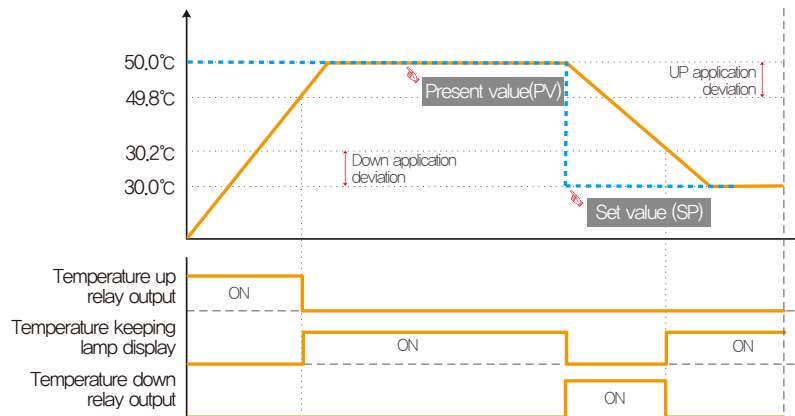 50.0℃
49.8℃
30.2℃
30.0℃
UP application
deviation
Present value(PV)
Down application
deviation
Set value (SP)
Temperature up
relay output
ON
Temperature keeping
lamp display
ON
ON
Temperature down
relay output
ON